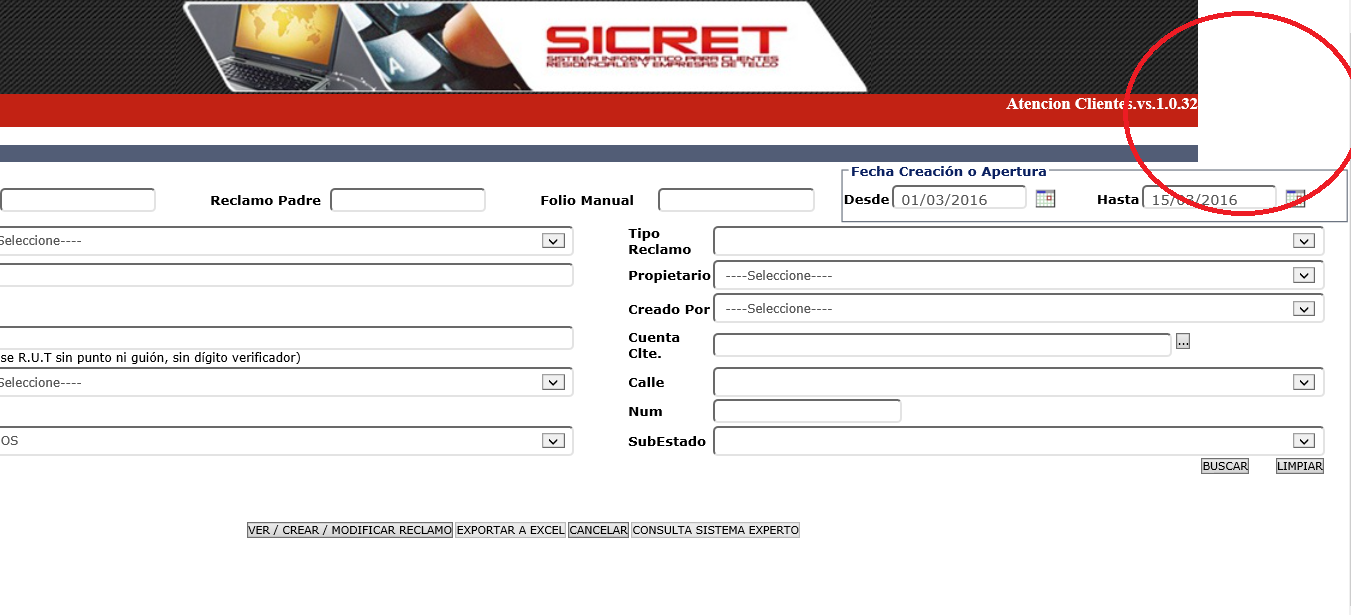 SICRET
SISTEMA INFORMATICO PARA CLIENTES
RESIDENCIALES Y EMPRESAS DE TELCO
Atencion Clientes.vs.1.0.32
Fecha Creación o Apertura
Reclamo Padre Folio Manual Desde 01/03/2016 Hasta 15/03/2016
Seleccione---- Tipo
Reclamo
Propietario ----Seleccione----
Creado Por ----Seleccione----
Cuenta
Clte. ...
se R.U.T sin punto ni guión, sin dígito verificador)
Seleccione---- Calle
Num
OS SubEstado
BUSCAR LIMPIAR
VER / CREAR / MODIFICAR RECLAMO EXPORTAR A EXCEL CANCELAR CONSULTA SISTEMA EXPERTO